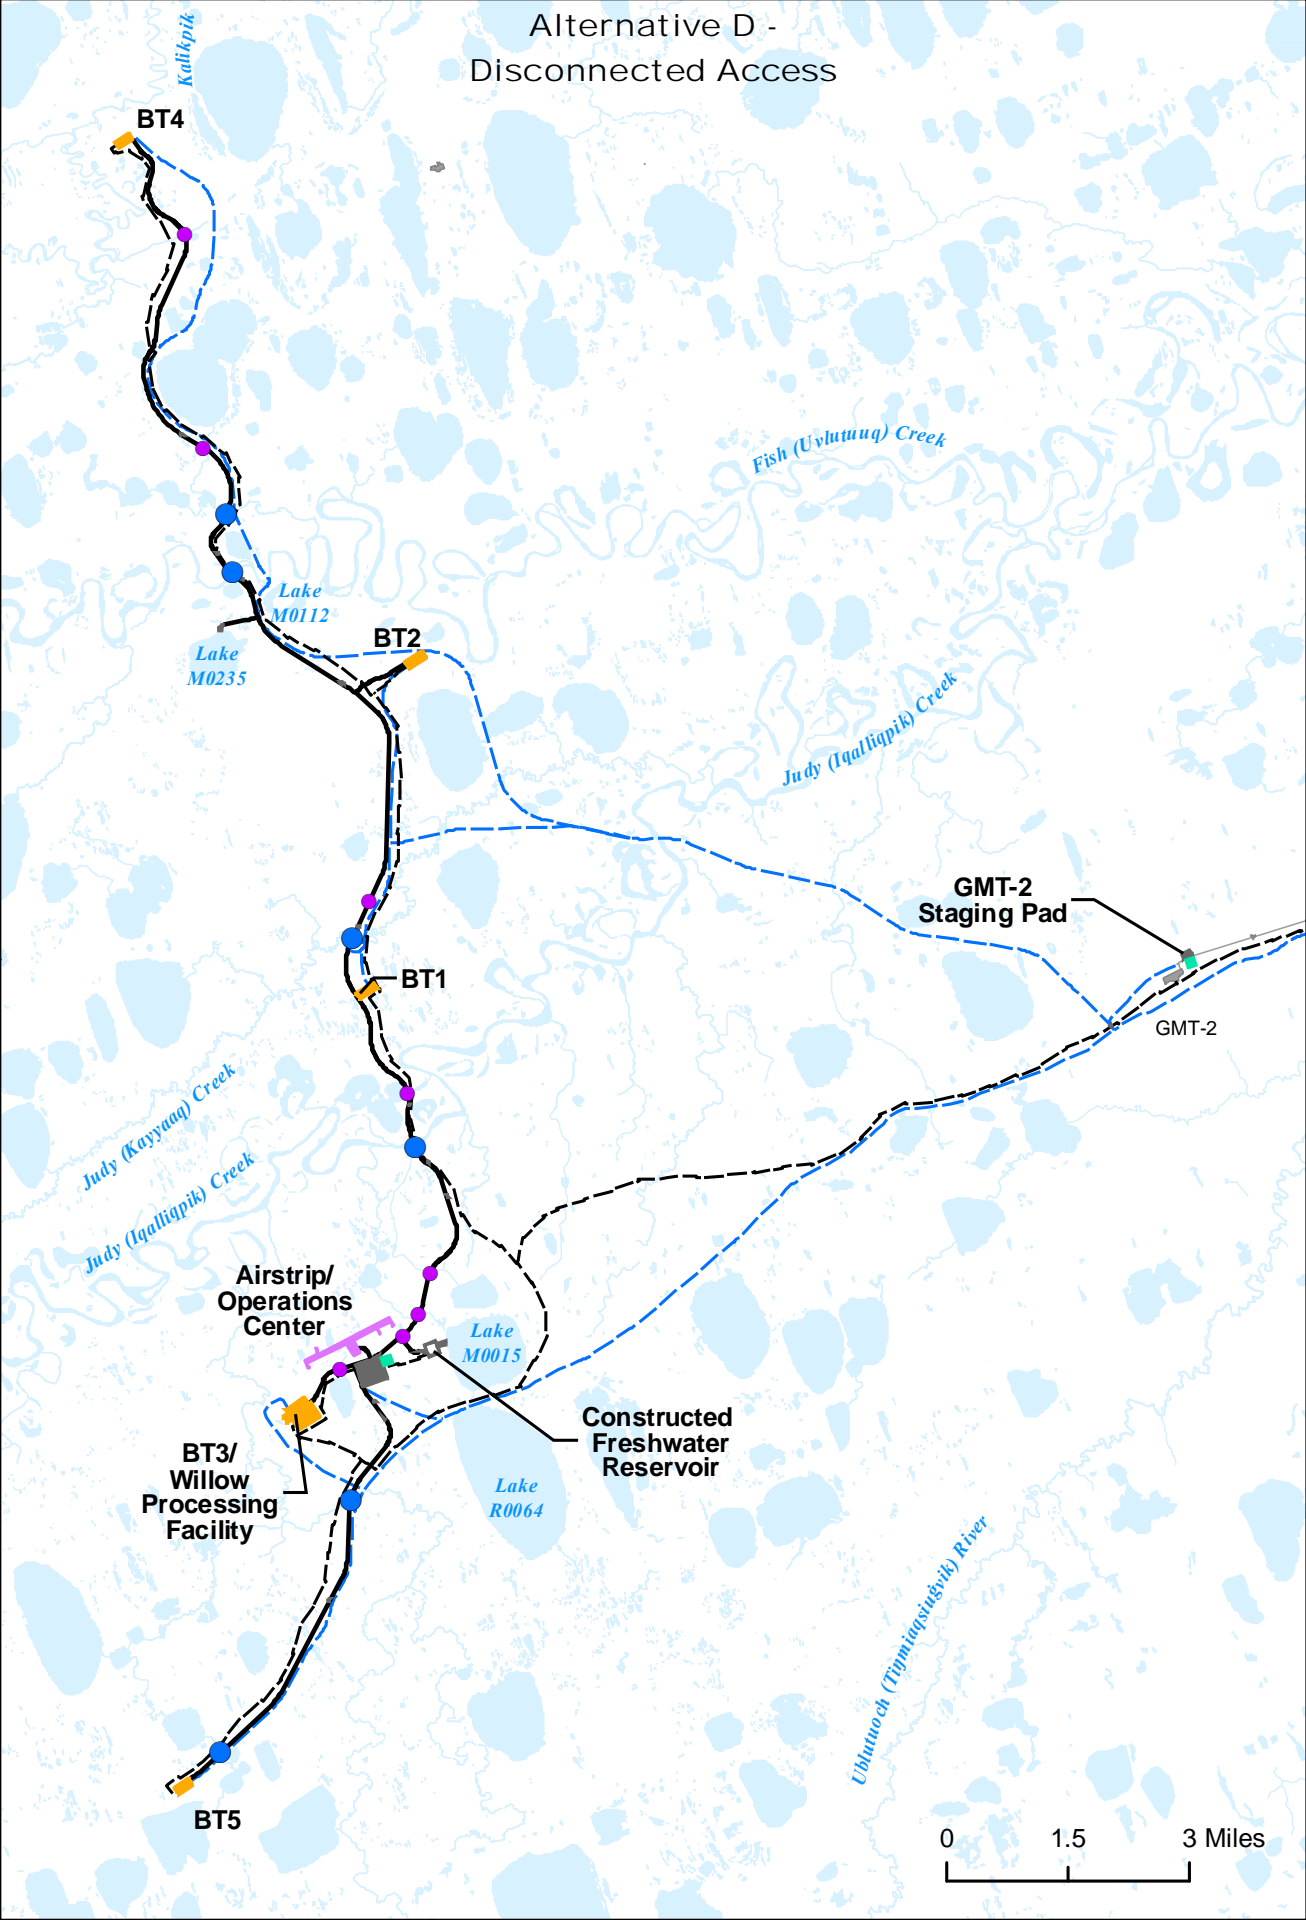 Alternative D -
Disconnected Access
Kalikpik
BT4
Fish (Uvlutuuq) Creek
Lake
M0112
BT2
Lake
M0235
Judy (Iqalliqpik) Creek
GMT-2
Staging Pad
BT1
GMT-2
Judy (Kayyaaq) Creek
Judy (Iqalliqpik) Creek
Airstrip/
Operations
Center
Lake
M0015
Constructed
Freshwater
Reservoir
BT3/
Willow
Processing
Facility
Lake
R0064
Ublutuoch (Tiŋmiaqsiuġvik) River
BT5
0 1.5 3 Miles